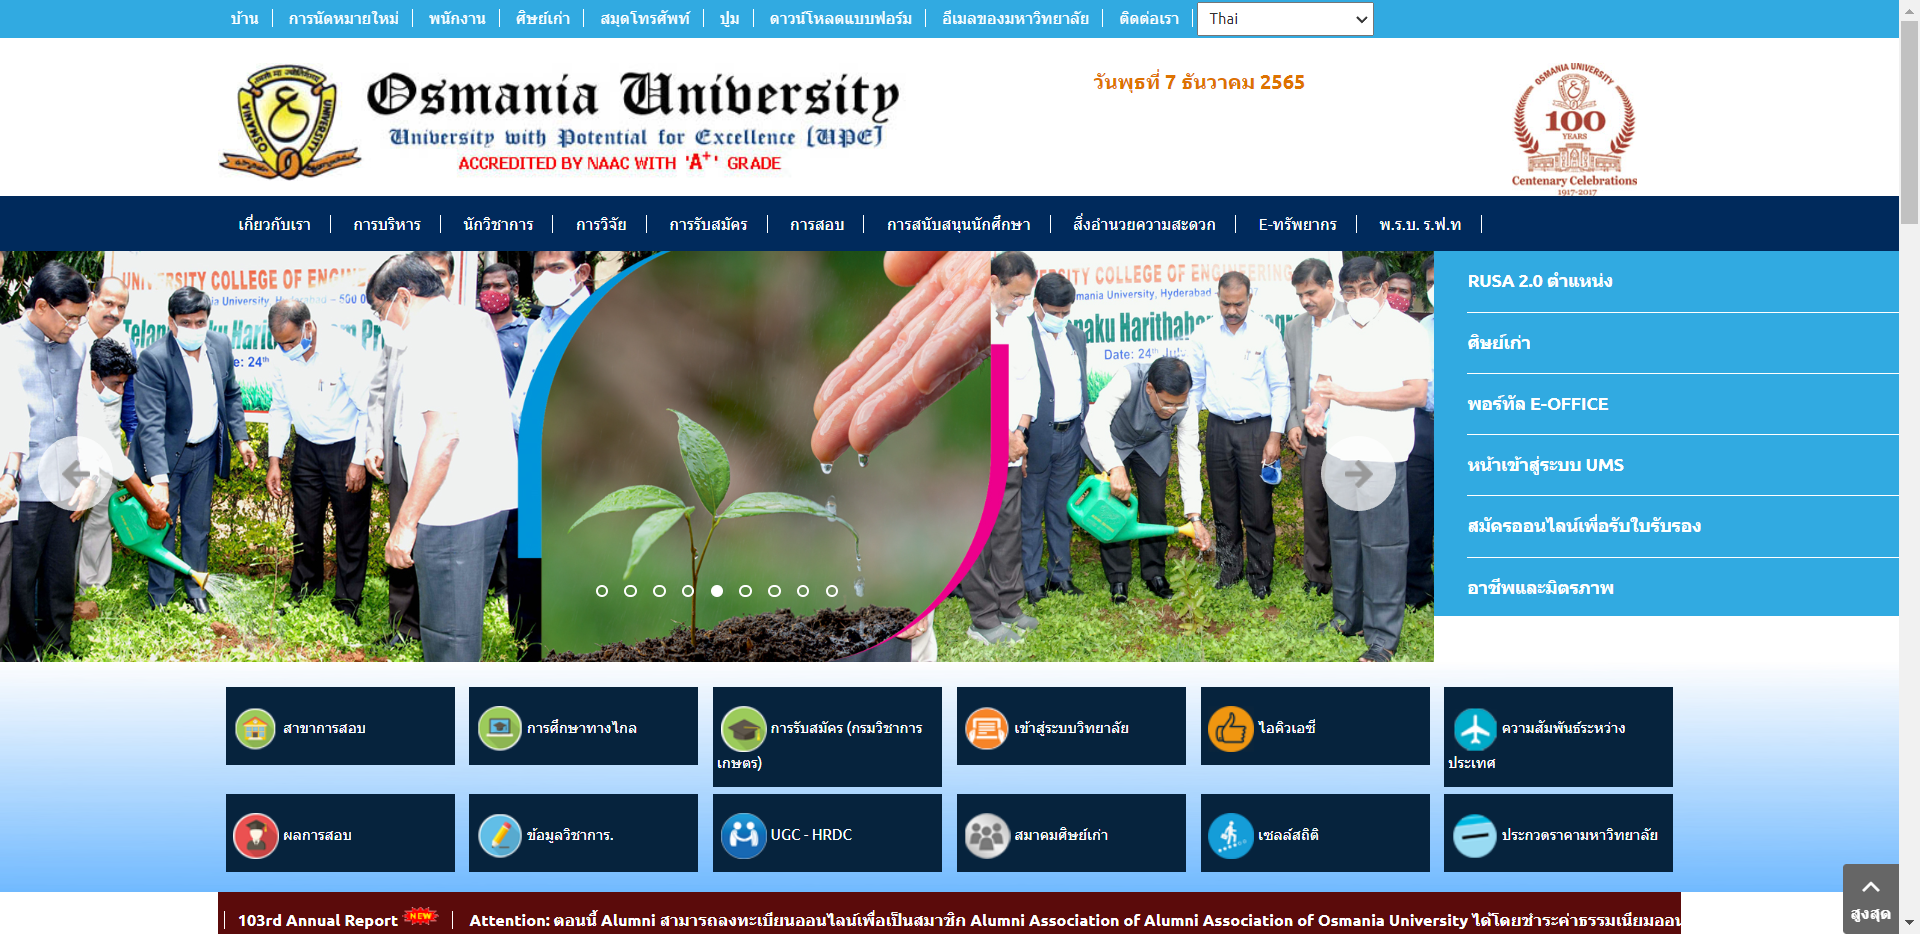 บ้าน
การนัดหมายใหม่
พนักงาน
ศิษย์เก่า
สมุดโทรศัพท์
ปูม
ดาวน์โหลดแบบฟอร์ม
อีเมลของมหาวิทยาลัย
ติดต่อเรา
Thai
Osmania University
University with Potential for Excellence [UPE]
ACCREDITED BY NAAC WITH 'A+' GRADE
วันพุธที่ 7 ธันวาคม 2565
OSMANIA UNIVERSITY
100
YEARS
Centenary Celebrations
1917-2017
เกี่ยวกับเรา
การบริหาร
นักวิชาการ
การวิจัย
การรับสมัคร
การสอบ
การสนับสนุนนักศึกษา
สิ่งอำนวยความสะดวก
E-ทรัพยากร
พ.ร.บ. ร.ฟ.ท
RUSA 2.0 ตำแหน่ง
ศิษย์เก่า
พอร์ทัล E-OFFICE
หน้าเข้าสู่ระบบ UMS
สมัครออนไลน์เพื่อรับใบรับรอง
อาชีพและมิตรภาพ
สาขาการสอบ
การศึกษาทางไกล
การรับสมัคร (กรมวิชาการ
เกษตร)
เข้าสู่ระบบวิทยาลัย
ไอคิวเอซี
ความสัมพันธ์ระหว่าง
ประเทศ
ผลการสอบ
ข้อมูลวิชาการ.
UGC - HRDC
สมาคมศิษย์เก่า
เซลล์สถิติ
ประกวดราคามหาวิทยาลัย
103rd Annual Report NEW
Attention: ตอนนี้ Alumni สามารถลงทะเบียนออนไลน์เพื่อเป็นสมาชิก Alumni Association of Alumni Association of Osmania University ได้โดยชำระค่าธรรมเนียมออน
สูงสุด